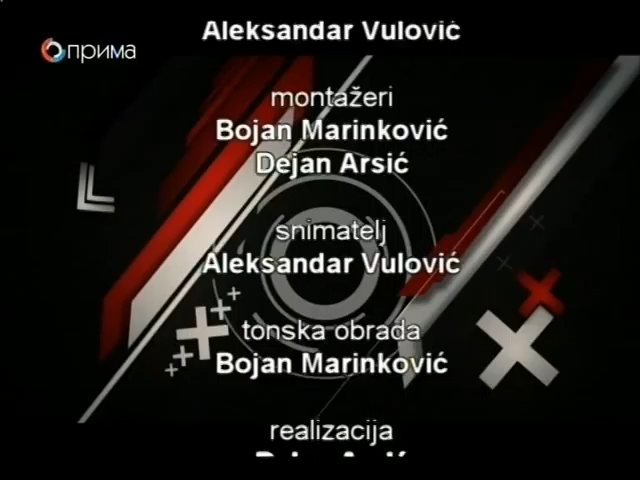 Aleksandar Vulović
прима
montažeri
Bojan Marinković
Dejan Arsić
snimatelj
Aleksandar Vulović
tonska obrada
Bojan Marinković
realizacija